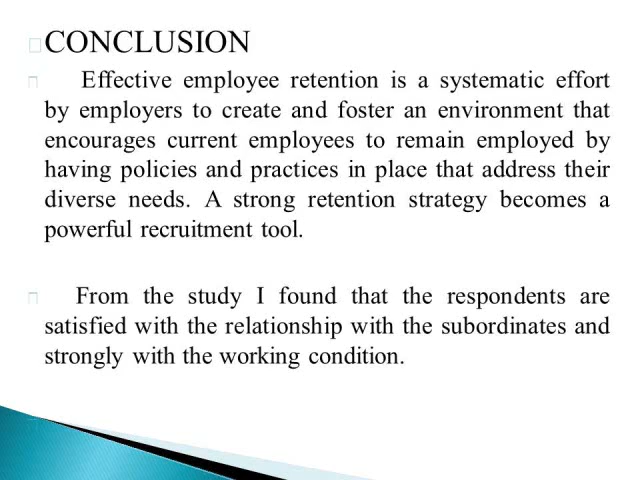 CONCLUSION
Effective employee retention is a systematic effort
by employers to create and foster an environment that
encourages current employees to remain employed by
having policies and practices in place that address their
diverse needs. A strong retention strategy becomes a
powerful recruitment tool.
From the study I found that the respondents are
satisfied with the relationship with the subordinates and
strongly with the working condition.